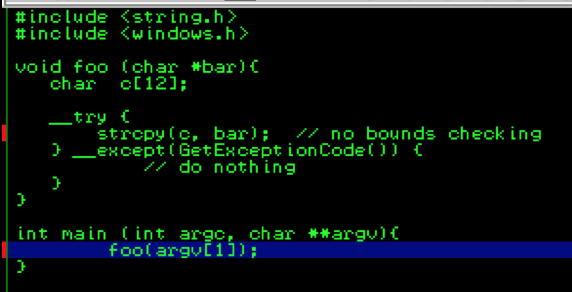 #include <string.h>
#include <windows.h>
void foo (char *bar){
char c[12];
__try {
strcpy(c, bar); // no bounds checking
} __except(GetExceptionCode()) {
// do nothing
}
}
int main (int argc, char **argv){
foo(argv[1]);
}